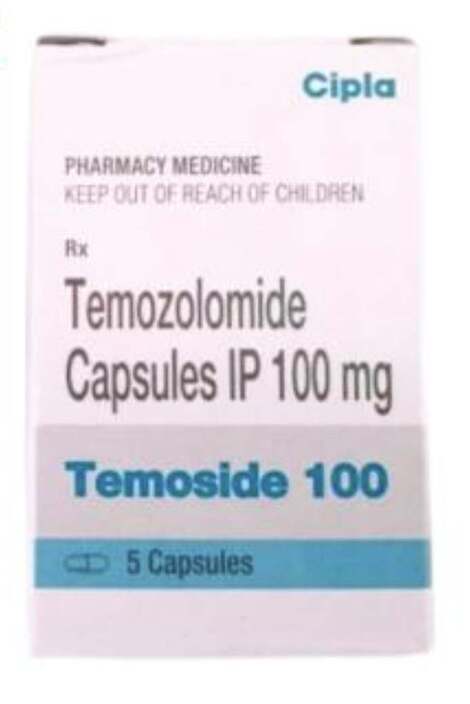 Cipla
PHARMACY MEDICINE
KEEP OUT OF REACH OF CHILDREN
Rx
Temozolomide
Capsules IP 100 mg
Temoside 100
5 Capsules